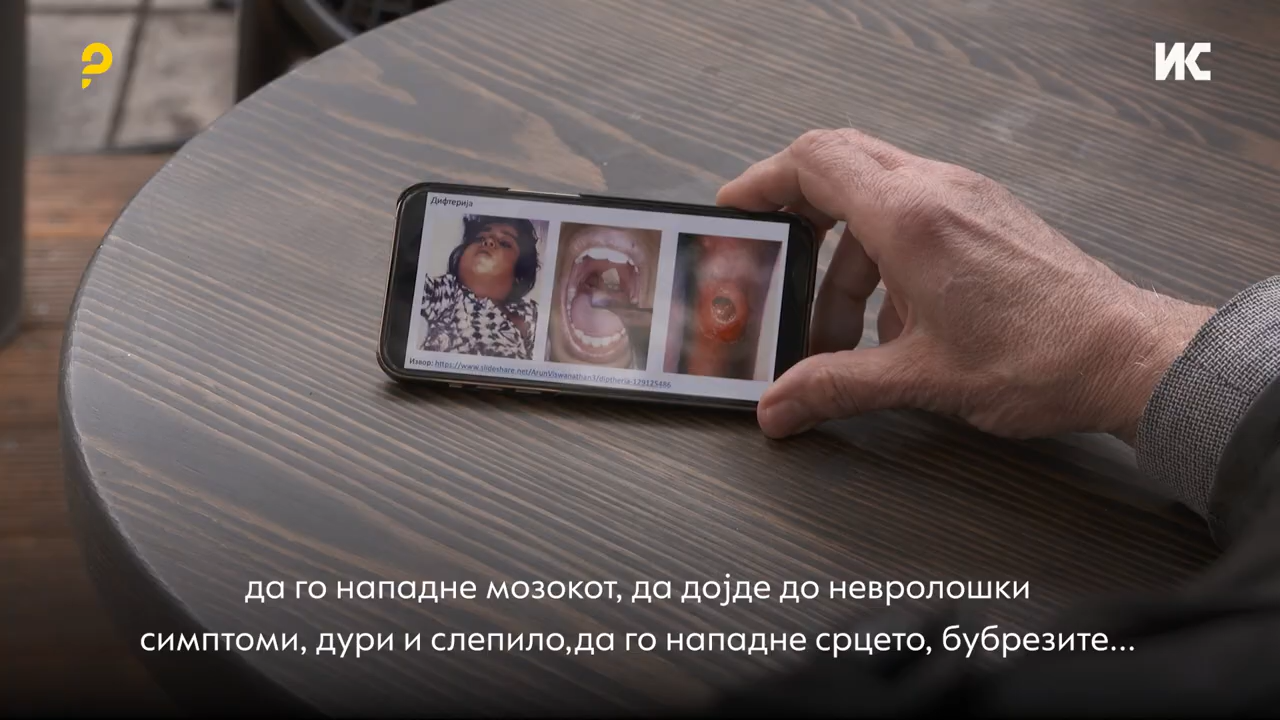 ИС
Дифтерија
Извор: https://www.slideshare.net/ArunViswanathan3/diptheria-129125486
да го нападне мозокот, да дојде до невролошки
симптоми, дури и слепило,да го нападне срцето, бубрезите...